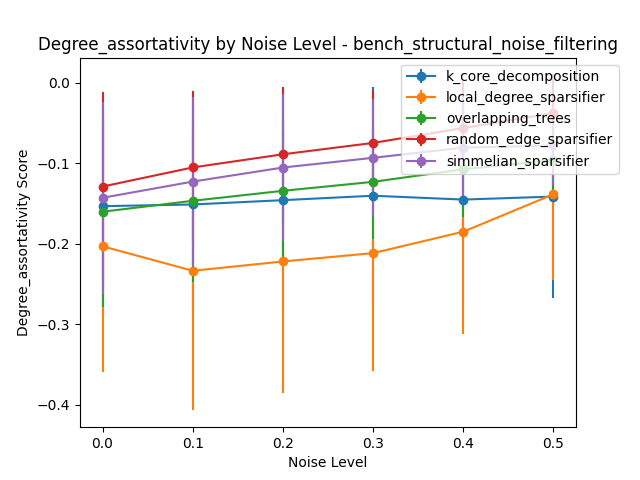 Degree_assortativity by Noise Level - bench_structural_noise_filtering
k_core_decomposition
local_degree_sparsifier
overlapping_trees
random_edge_sparsifier
simmelian_sparsifier
Degree_assortativity Score
0.0
−0.1
−0.2
−0.3
−0.4
0.0 0.1 0.2 0.3 0.4 0.5
Noise Level